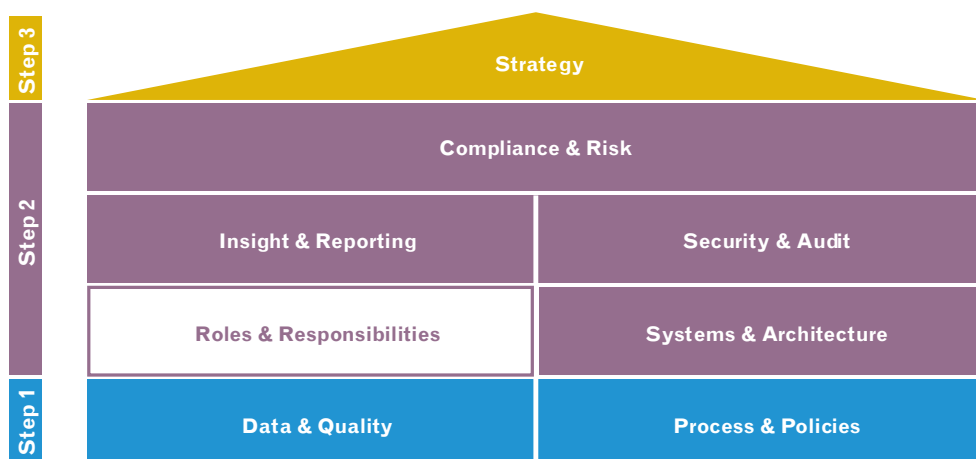 Step 3
Strategy
Step 2
Compliance & Risk
Insight & Reporting
Security & Audit
Roles & Responsibilities
Systems & Architecture
Step 1
Data & Quality
Process & Policies